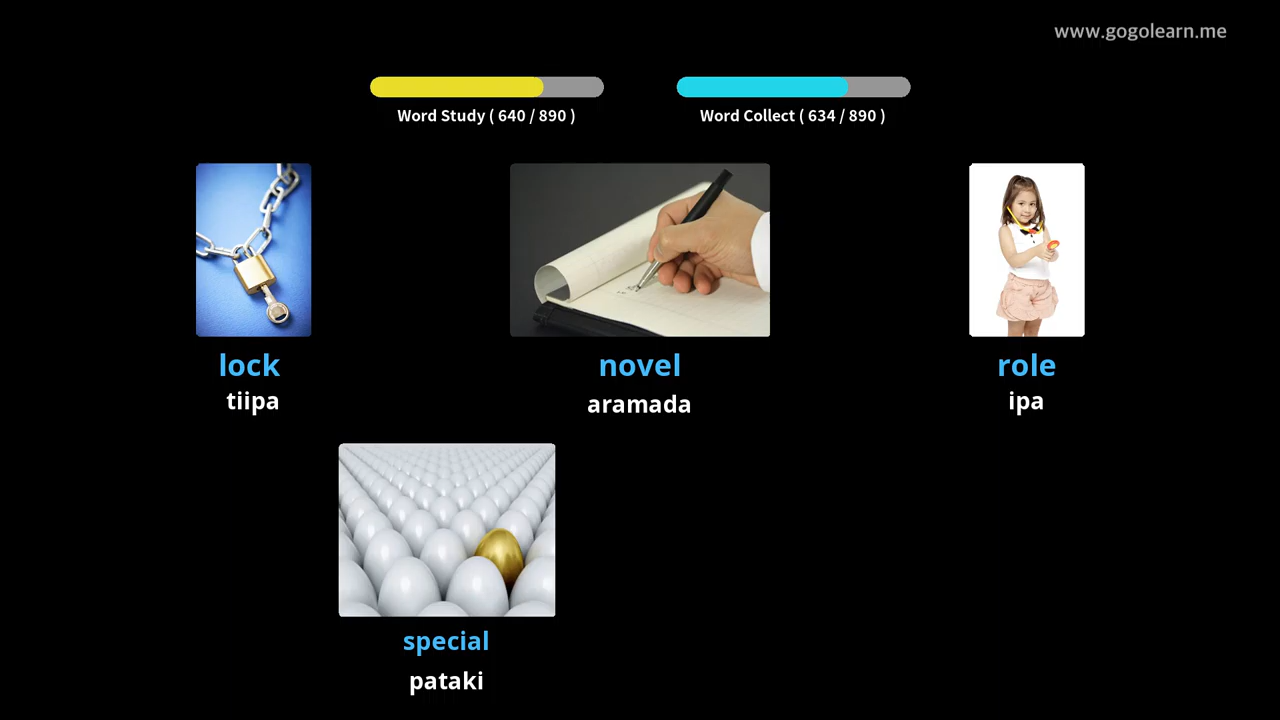 www.gogolearn.me
Word Study ( 640 / 890 )
Word Collect ( 634 / 890 )
lock
tiipa
novel
aramada
role
ipa
special
pataki